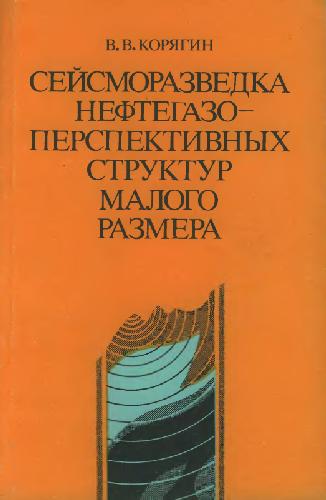 В. В. КОРЯГИН
СЕЙСМОРАЗВЕДКА
НЕФТЕГАЗО-
ПЕРСПЕКТИВНЫХ
СТРУКТУР
МАЛОГО
РАЗМЕРА